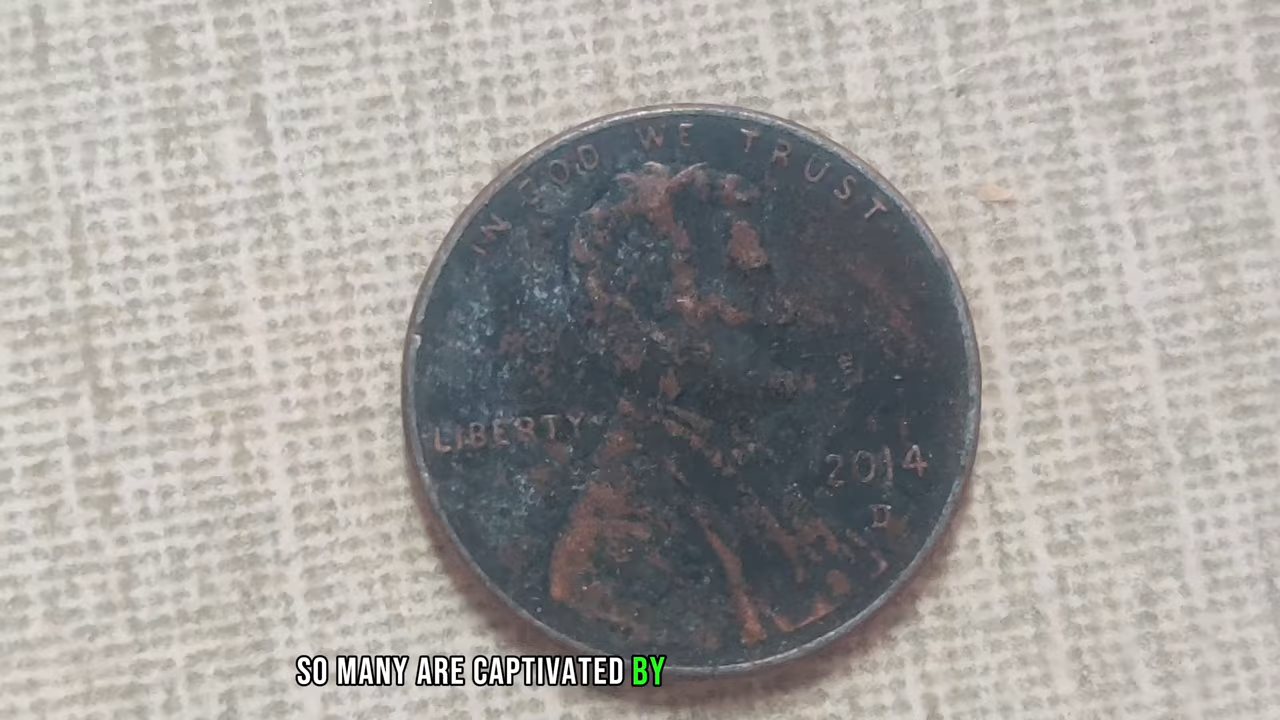 IN GOD WE TRUST
LIBERTY
2014
D
SO MANY ARE CAPTIVATED BY